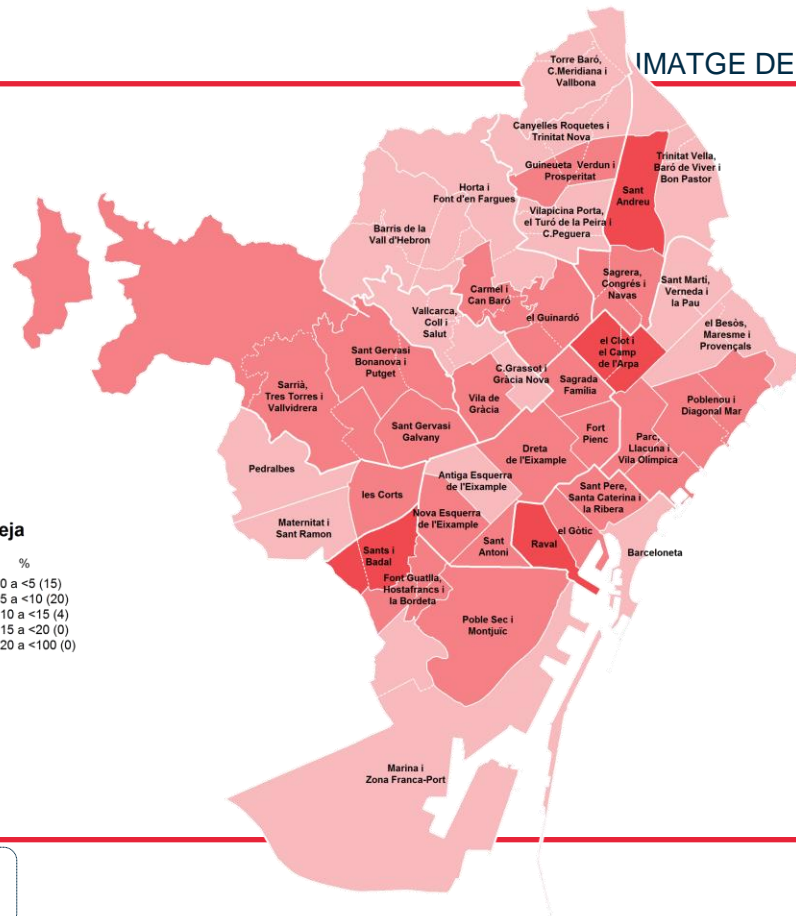 IMATGE DE
Torre Baró,
C.Meridiana i
Vallbona
Canyelles Roquetes i
Trinitat Nova
Guineueta Verdun i
Prosperitat
Trinitat Vella,
Baró de Viver i
Bon Pastor
Sant
Andreu
Horta i
Font d'en Fargues
Vilapicina Porta,
el Turó de la Peira i
C.Peguera
Barris de la
Vall d'Hebron
Carmel i
Can Baró
Sagrera,
Congrés i
Navas
Sant Martí,
Verneda i
la Pau
Vallcarca,
Coll i
Salut
el Guinardó
el Besòs,
Maresme i
Provençals
el Clot i
el Camp
de l'Arpa
Sant Gervasi
Bonanova i
Putget
C.Grassot i
Gràcia Nova
Sagrada
Família
Sarrià,
Tres Torres i
Vallvidrera
Vila de
Gràcia
Poblenou i
Diagonal Mar
Sant Gervasi
Galvany
Fort
Pienc
Parc,
Llacuna i
Vila Olímpica
Dreta
de l'Eixample
Pedralbes
Antiga Esquerra
de l'Eixample
les Corts
Sant Pere,
Santa Caterina i
la Ribera
Maternitat i
Sant Ramon
Nova Esquerra
de l'Eixample
el Gòtic
Sant
Antoni
Raval
Barceloneta
Sants i
Badal
Font Guatlla,
Hostafrancs i
la Bordeta
Poble Sec i
Montjuïc
Marina i
Zona Franca-Port
eja
%
0 a <5 (15)
5 a <10 (20)
10 a <15 (4)
15 a <20 (0)
20 a <100 (0)